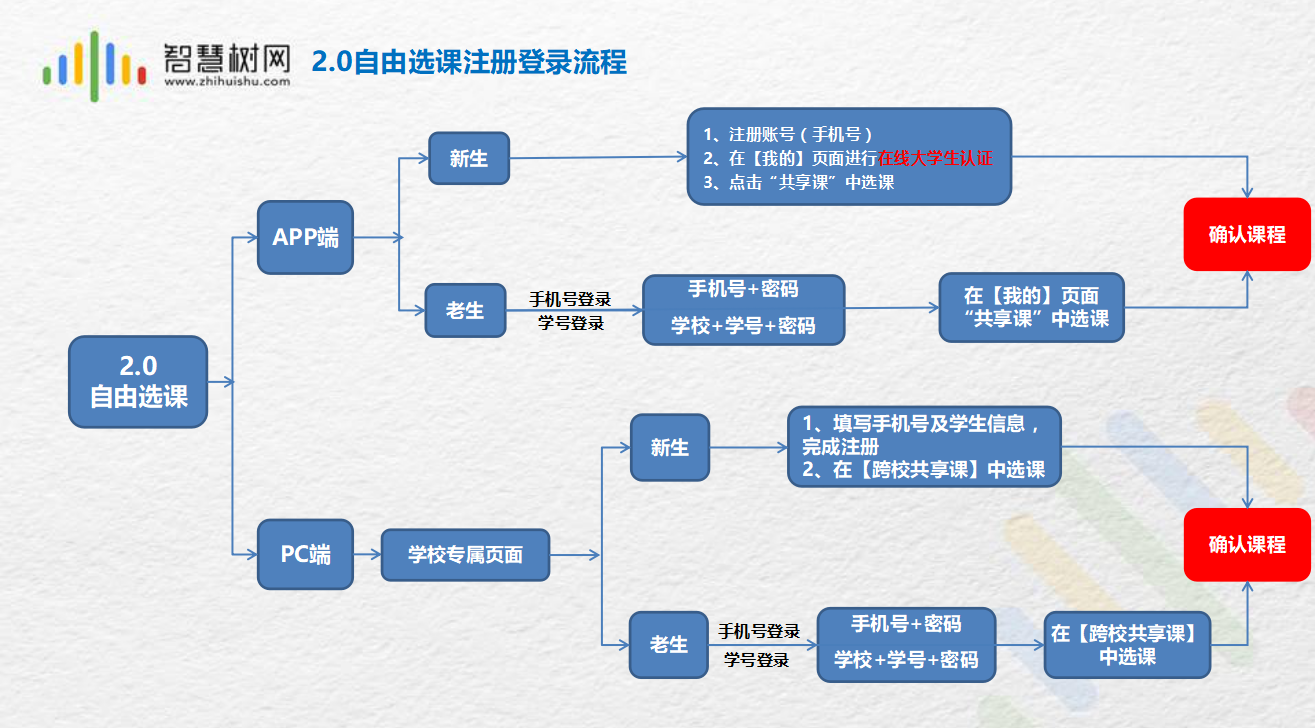 智慧树网
www.zhihuishu.com
2.0自由选课注册登录流程
2.0
自由选课
APP端
新生
1、注册账号（手机号）
2、在【我的】页面进行在线大学生认证
3、点击“共享课”中选课
确认课程
老生
手机号登录
学号登录
手机号+密码
学校+学号+密码
在【我的】页面
“共享课”中选课
PC端
学校专属页面
新生
1、填写手机号及学生信息，
完成注册
2、在【跨校共享课】中选课
确认课程
老生
手机号登录
学号登录
手机号+密码
学校+学号+密码
在【跨校共享课】
中选课